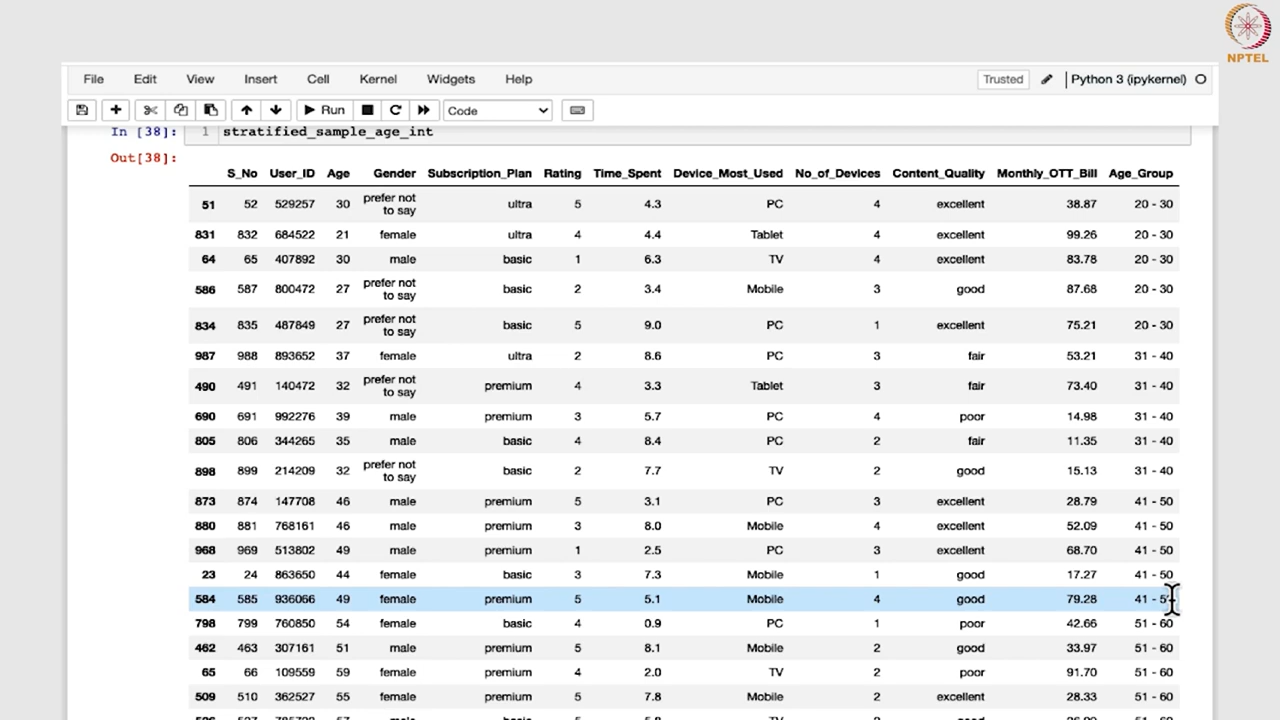 NPTEL
File Edit View Insert Cell Kernel Widgets Help Trusted Python 3 (ipykernel)
Run Code
In [38]: 1 stratified_sample_age_int
Out[38]:
S_No User_ID Age Gender Subscription_Plan Rating Time_Spent Device_Most_Used No_of_Devices Content_Quality Monthly_OTT_Bill Age_Group
51 52 529257 30 prefer not to say ultra 5 4.3 PC 4 excellent 38.87 20 - 30
831 832 684522 21 female ultra 4 4.4 Tablet 4 excellent 99.26 20 - 30
64 65 407892 30 male basic 1 6.3 TV 4 excellent 83.78 20 - 30
586 587 800472 27 prefer not to say basic 2 3.4 Mobile 3 good 87.68 20 - 30
834 835 487849 27 prefer not to say basic 5 9.0 PC 1 excellent 75.21 20 - 30
987 988 893652 37 female ultra 2 8.6 PC 3 fair 53.21 31 - 40
490 491 140472 32 prefer not to say premium 4 3.3 Tablet 3 fair 73.40 31 - 40
690 691 992276 39 male premium 3 5.7 PC 4 poor 14.98 31 - 40
805 806 344265 35 male basic 4 8.4 PC 2 fair 11.35 31 - 40
898 899 214209 32 prefer not to say basic 2 7.7 TV 2 good 15.13 31 - 40
873 874 147708 46 male premium 5 3.1 PC 3 excellent 28.79 41 - 50
880 881 768161 46 male premium 3 8.0 Mobile 4 excellent 52.09 41 - 50
968 969 513802 49 male premium 1 2.5 PC 3 excellent 68.70 41 - 50
23 24 863650 44 female basic 3 7.3 Mobile 1 good 17.27 41 - 50
584 585 936066 49 female premium 5 5.1 Mobile 4 good 79.28 41 -
798 799 760850 54 female basic 4 0.9 PC 1 poor 42.66 51 - 60
462 463 307161 51 male premium 5 8.1 Mobile 2 good 33.97 51 - 60
65 66 109559 59 female premium 4 2.0 TV 2 poor 91.70 51 - 60
509 510 362527 55 female premium 5 7.8 Mobile 2 excellent 28.33 51 - 60